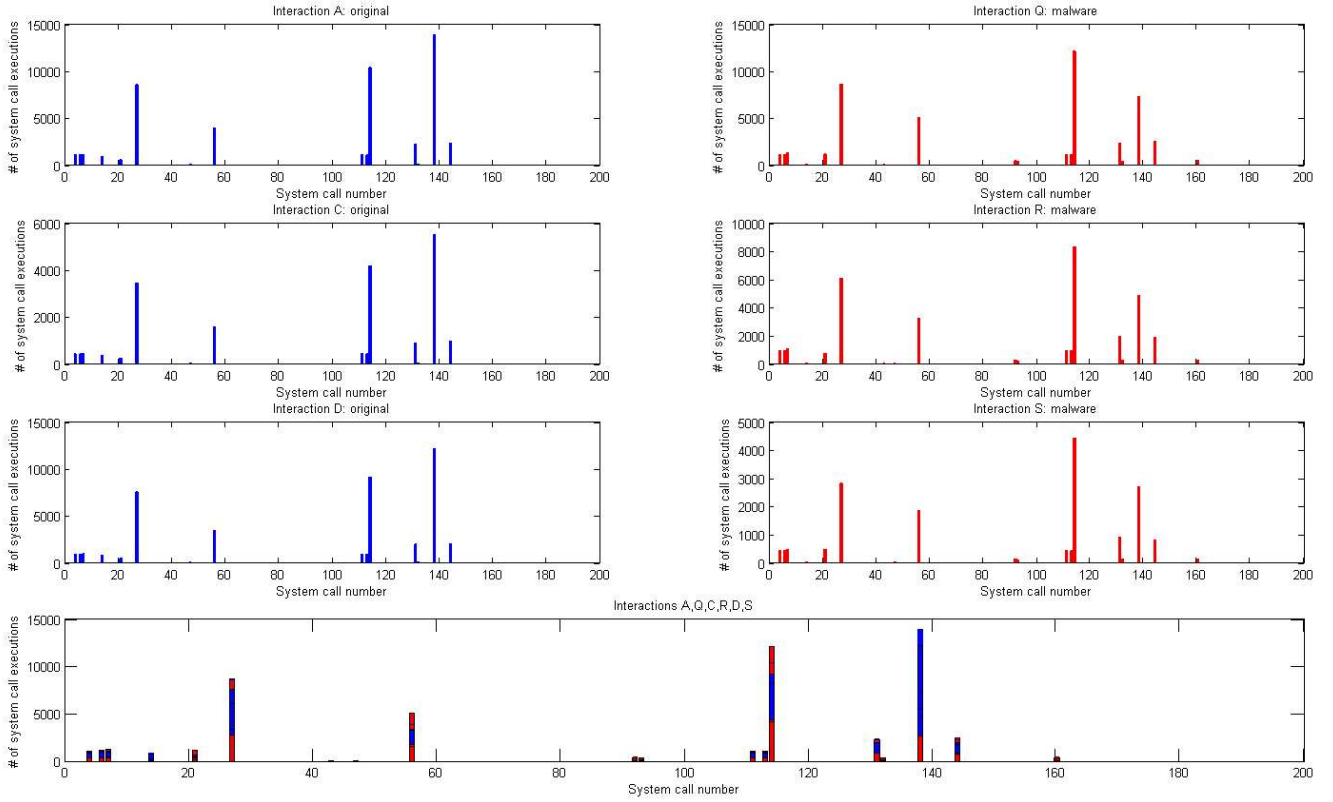 Interaction A: original
15000
10000
5000
0
# of system call executions
0 20 40 60 80 100 120 140 160 180 200
System call number
Interaction Q: malware
15000
10000
5000
0
# of system call executions
0 20 40 60 80 100 120 140 160 180 200
System call number
Interaction C: original
6000
4000
2000
0
# of system call executions
0 20 40 60 80 100 120 140 160 180 200
System call number
Interaction R: malware
10000
8000
6000
4000
2000
0
# of system call executions
0 20 40 60 80 100 120 140 160 180 200
System call number
Interaction D: original
15000
10000
5000
0
# of system call executions
0 20 40 60 80 100 120 140 160 180 200
System call number
Interaction S: malware
5000
4000
3000
2000
1000
0
# of system call executions
0 20 40 60 80 100 120 140 160 180 200
System call number
Interactions A,Q,C,R,D,S
15000
10000
5000
0
# of system call executions
0 20 40 60 80 100 120 140 160 180 200
System call number